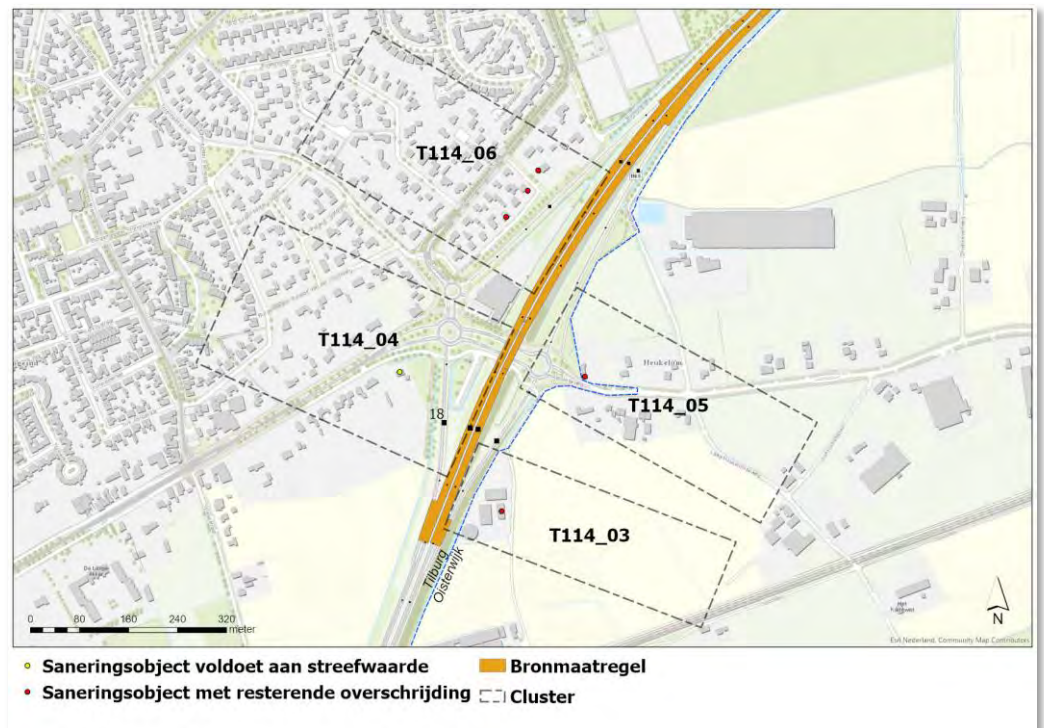 T114_06
T114_04
Heukelom
T114_05
18
T114_03
Tilburg
Oisterwijk
0 80 160 240 320
meter
N
Esri Nederland, Community Map Contributors
Saneringsobject voldoet aan streefwaarde
Bronmaatregel
Saneringsobject met resterende overschrijding
Cluster